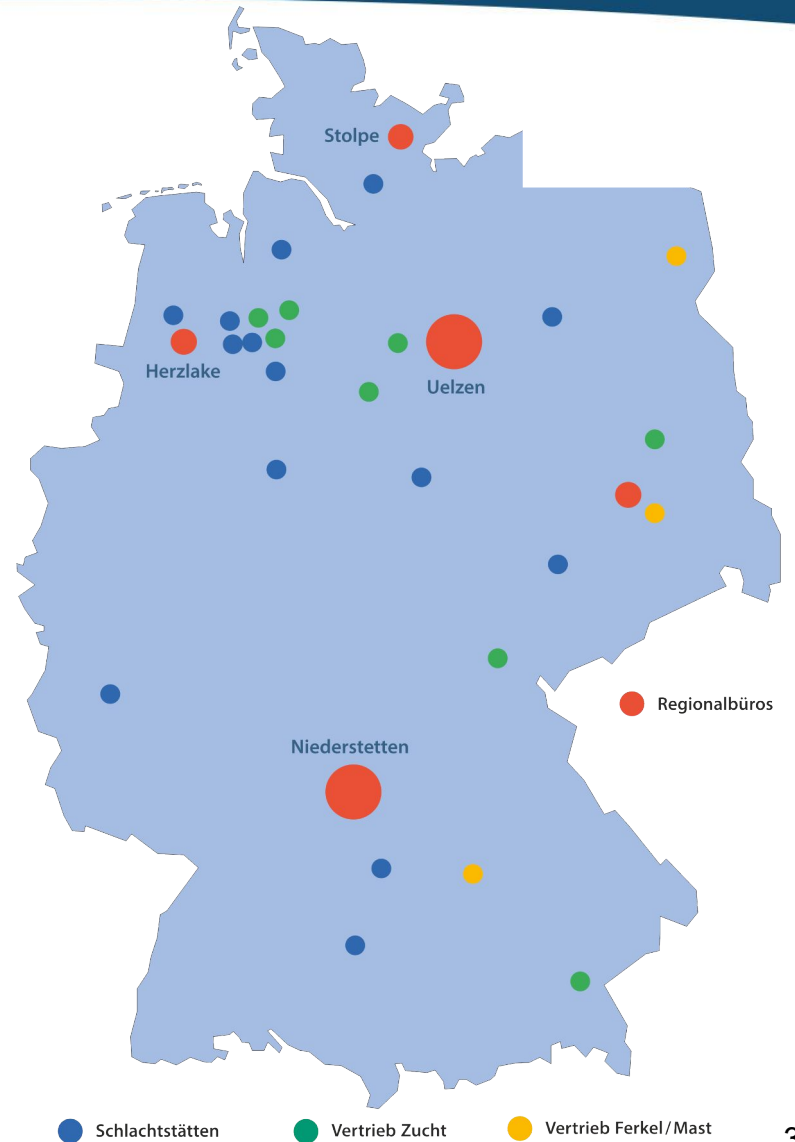 Stolpe
Herzlake
Uelzen
Regionalbüros
Niederstetten
Schlachtstätten
Vertrieb Zucht
Vertrieb Ferkel/Mast